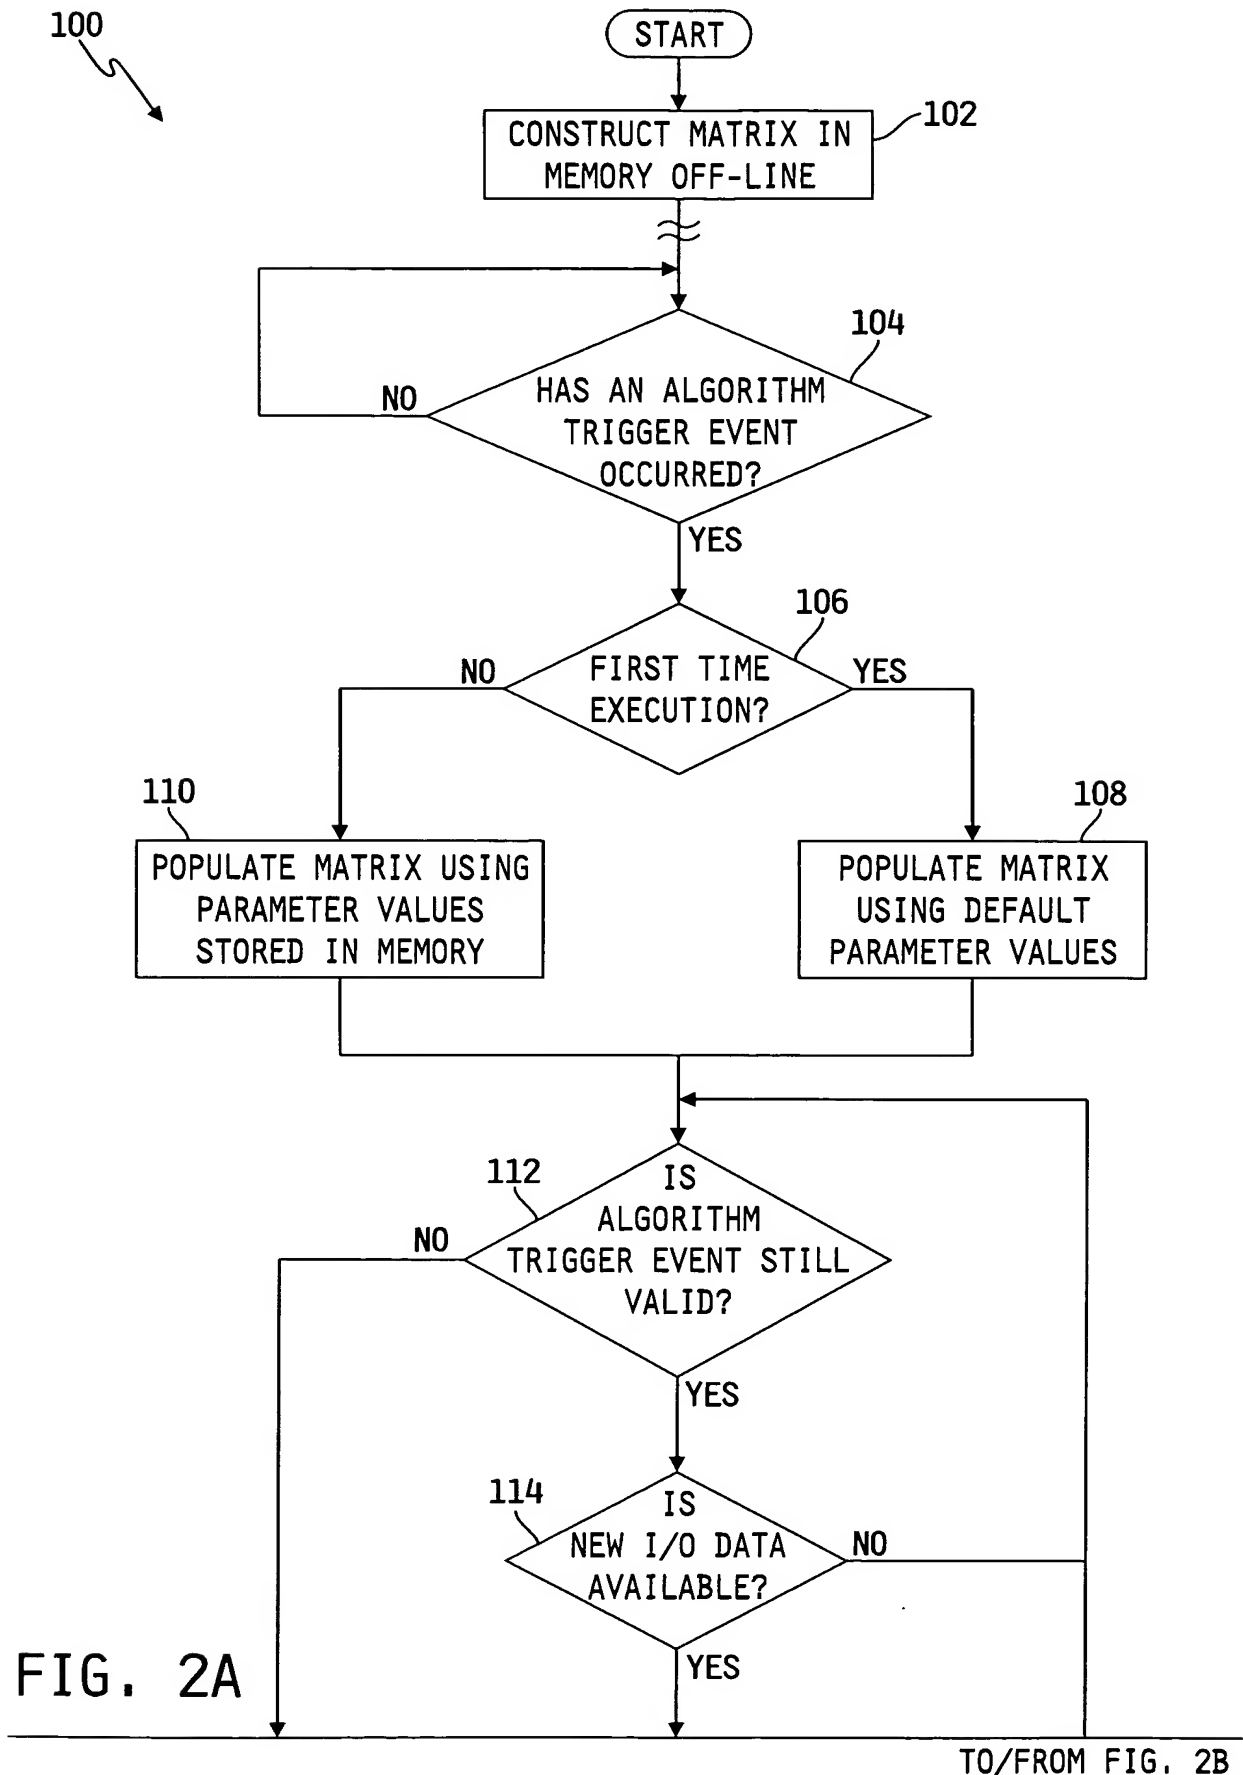 100
START
102
CONSTRUCT MATRIX IN
MEMORY OFF-LINE
104
HAS AN ALGORITHM
TRIGGER EVENT
OCCURRED?
NO
YES
106
FIRST TIME
EXECUTION?
NO
YES
110
POPULATE MATRIX USING
PARAMETER VALUES
STORED IN MEMORY
108
POPULATE MATRIX
USING DEFAULT
PARAMETER VALUES
112
IS
ALGORITHM
TRIGGER EVENT STILL
VALID?
NO
YES
114
IS
NEW I/O DATA
AVAILABLE?
NO
YES
FIG. 2A
TO/FROM FIG. 2B